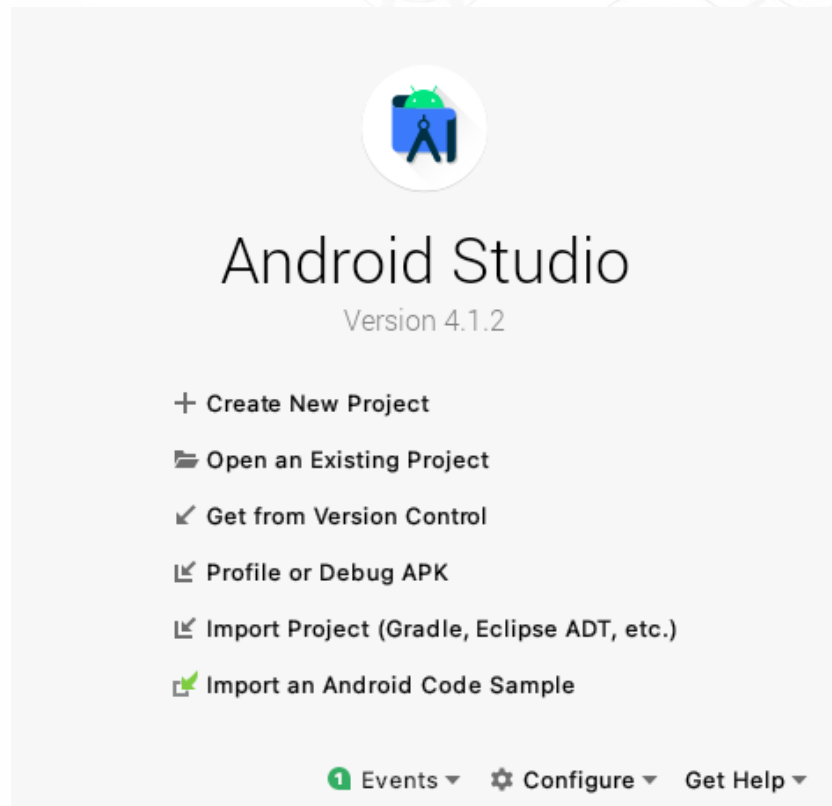 Android Studio
Version 4.1.2
Create New Project
Open an Existing Project
Get from Version Control
Profile or Debug APK
Import Project (Gradle, Eclipse ADT, etc.)
Import an Android Code Sample
1 Events Configure Get Help